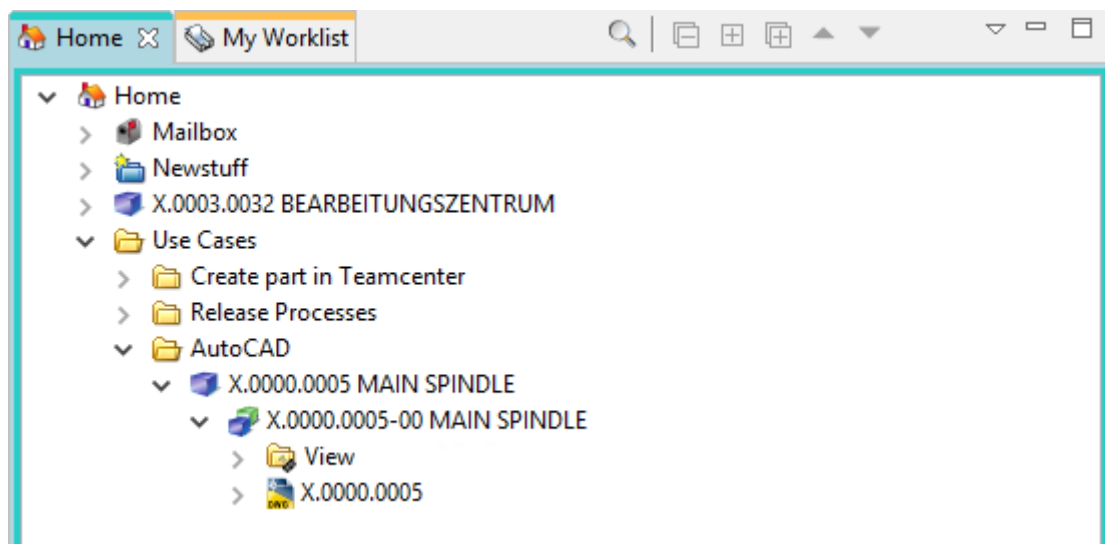 Home My Worklist
Home
Mailbox
Newstuff
X.0003.0032 BEARBEITUNGSZENTRUM
Use Cases
Create part in Teamcenter
Release Processes
AutoCAD
X.0000.0005 MAIN SPINDLE
X.0000.0005-00 MAIN SPINDLE
View
DWG X.0000.0005